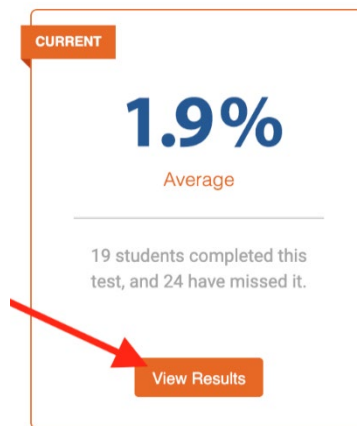 CURRENT
1.9%
Average
19 students completed this
test, and 24 have missed it.
View Results